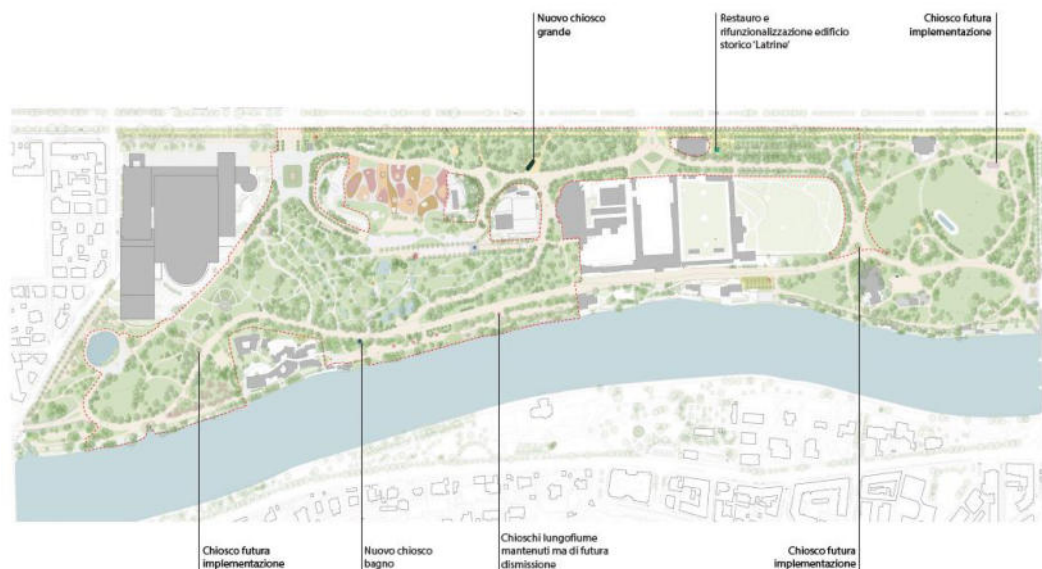 Nuovo chiosco
grande
Restauro e
rifunzionalizzazione edificio
storico 'Latrine'
Chiosco futura
implementazione
Chiosco futura
implementazione
Nuovo chiosco
bagno
Chioschi lungofiume
mantenuti ma di futura
dismissione
Chiosco futura
implementazione